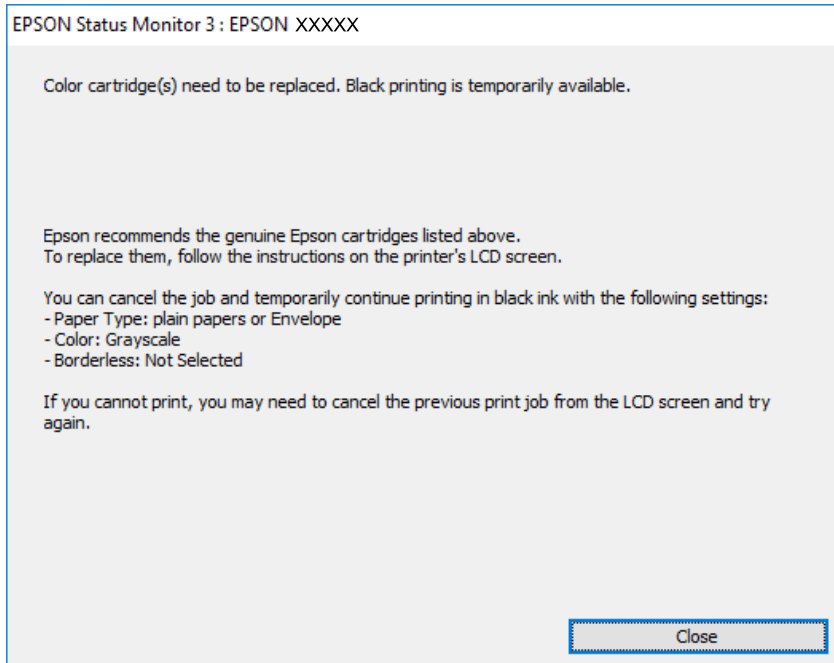 EPSON Status Monitor 3 : EPSON XXXXX
Color cartridge(s) need to be replaced. Black printing is temporarily available.
Epson recommends the genuine Epson cartridges listed above.
To replace them, follow the instructions on the printer's LCD screen.
You can cancel the job and temporarily continue printing in black ink with the following settings:
- Paper Type: plain papers or Envelope
- Color: Grayscale
- Borderless: Not Selected
If you cannot print, you may need to cancel the previous print job from the LCD screen and try
again.
Close